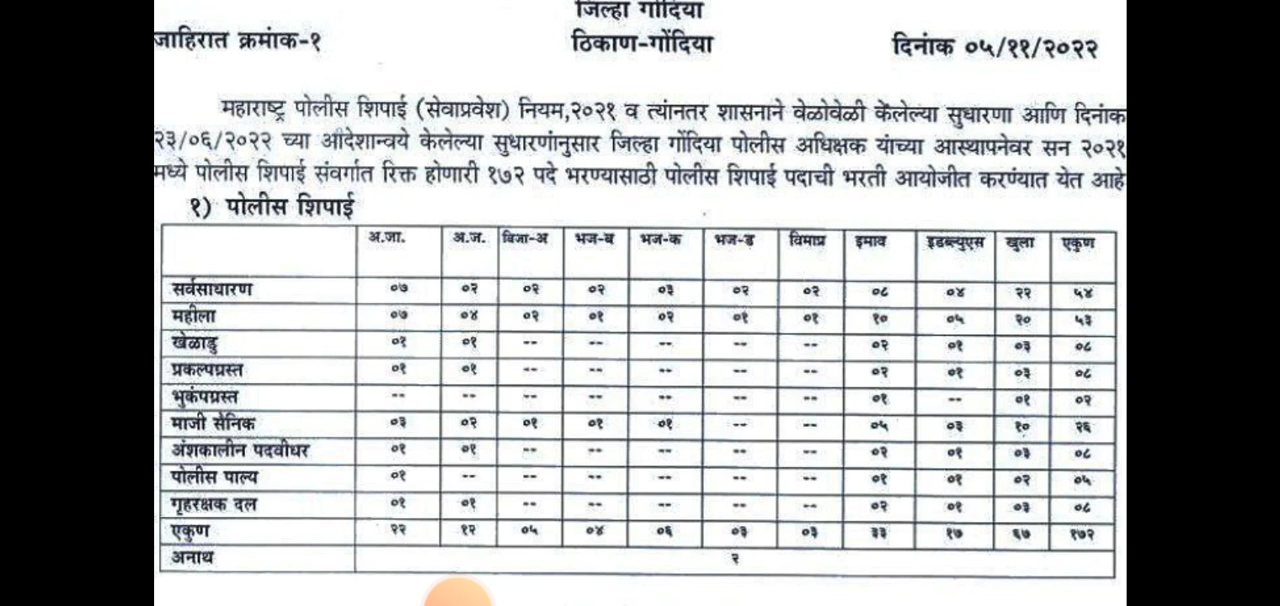 जिल्हा गोंदिया
जाहिरात क्रमांक-१ ठिकाण-गोंदिया दिनांक ०५/११/२०२२
महाराष्ट्र पोलीस शिपाई (सेवाप्रवेश) नियम,२०११ व त्यांनतर शासनाने वेळोवेळी केलेल्या सुधारणा आणि दिनांक
२३/०६/२०२२ च्या आदेशान्वये केलेल्या सुधारणांनुसार जिल्हा गोंदिया पोलीस अधिक्षक यांच्या आस्थापनेवर सन २०२१
मध्ये पोलीस शिपाई संवर्गात रिक्त होणारी १७२ पदे भरण्यासाठी पोलीस शिपाई पदाची भरती आयोजीत करण्यात येत आहे
१) पोलीस शिपाई
अ.जा. अ.ज. विजा-अ भज-ब भज-क भज-ड विमाप्र इमाव इडब्ल्युएस खुला एकुण
सर्वसाधारण ०७ ०२ ०२ ०२ ०३ ०२ ०२ ०८ ०४ २२ ५४
महीला ०७ ०४ ०२ ०१ ०२ ०१ ०१ १० ०५ २० ५३
खेळाडु ०१ ०१ -- -- -- -- -- ०२ ०१ ०३ ०८
प्रकल्पग्रस्त ०१ ०१ -- -- -- -- -- ०२ ०१ ०३ ०८
भुकंपग्रस्त -- -- -- -- -- -- -- ०१ -- ०१ ०२
माजी सैनिक ०३ ०२ ०१ ०१ ०१ -- -- ०५ ०३ १० २६
अंशकालीन पदवीधर ०१ ०१ -- -- -- -- -- ०२ ०१ ०३ ०८
पोलीस पाल्य ०१ -- -- -- -- -- -- ०१ ०१ ०२ ०५
गृहरक्षक दल ०१ ०१ -- -- -- -- -- ०२ ०१ ०३ ०८
एकुण २२ १२ ०५ ०४ ०६ ०३ ०३ ३३ १७ ६७ १७२
अनाथ २